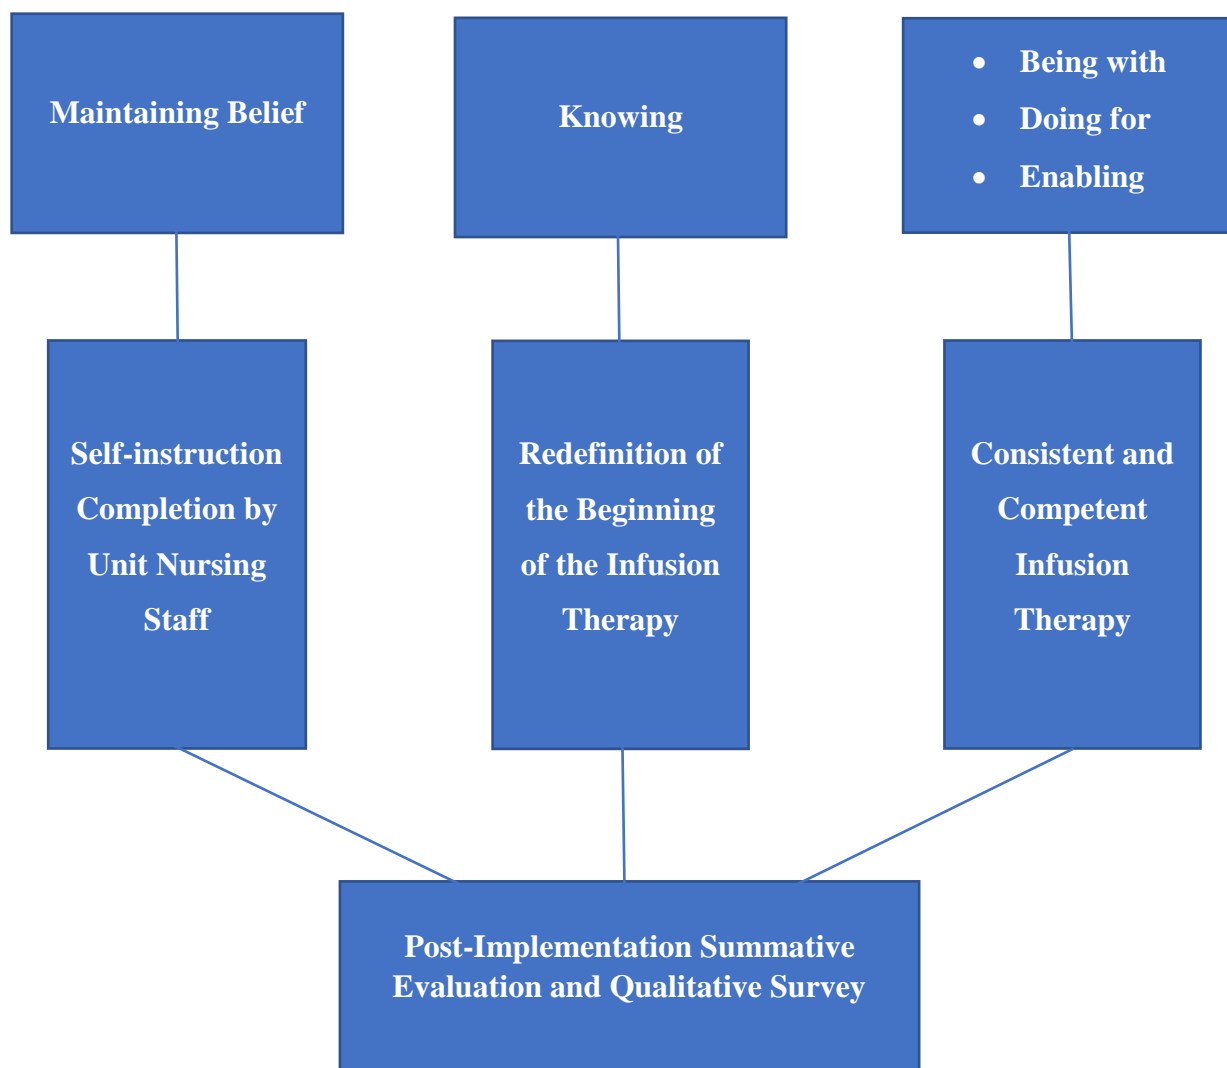 Maintaining Belief
Knowing
• Being with
• Doing for
• Enabling
Self-instruction
Completion by
Unit Nursing
Staff
Redefinition of
the Beginning
of the Infusion
Therapy
Consistent and
Competent
Infusion
Therapy
Post-Implementation Summative
Evaluation and Qualitative Survey